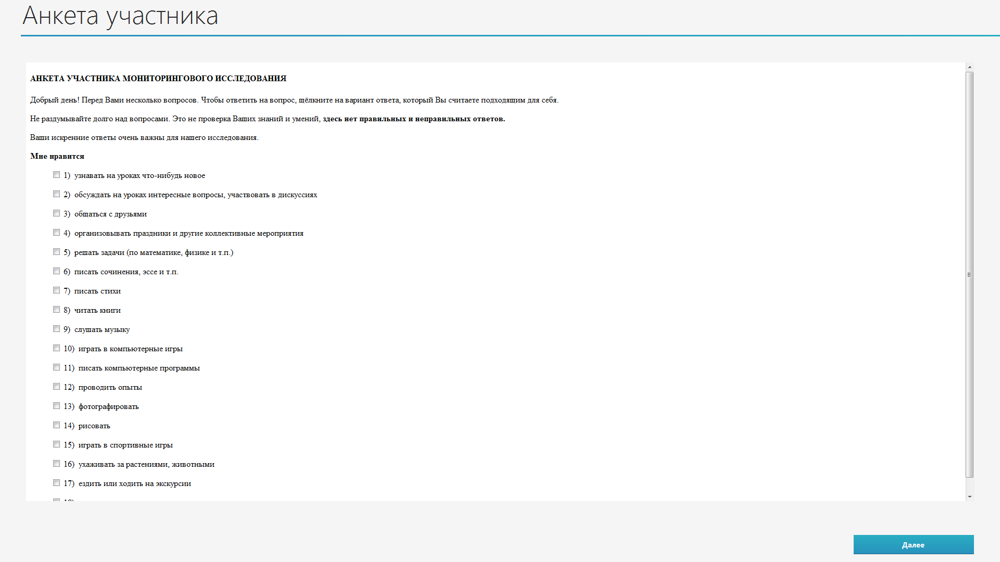 Анкета участника
АНКЕТА УЧАСТНИКА МОНИТОРИНГОВОГО ИССЛЕДОВАНИЯ
Добрый день! Перед Вами несколько вопросов. Чтобы ответить на вопрос, щёлкните на вариант ответа, который Вы считаете подходящим для себя.
Не раздумывайте долго над вопросами. Это не проверка Ваших знаний и умений, здесь нет правильных и неправильных ответов.
Ваши искренние ответы очень важны для нашего исследования.
Мне нравится
1) узнавать на уроках что-нибудь новое
2) обсуждать на уроках интересные вопросы, участвовать в дискуссиях
3) общаться с друзьями
4) организовывать праздники и другие коллективные мероприятия
5) решать задачи (по математике, физике и т.п.)
6) писать сочинения, эссе и т.п.
7) писать стихи
8) читать книги
9) слушать музыку
10) играть в компьютерные игры
11) писать компьютерные программы
12) проводить опыты
13) фотографировать
14) рисовать
15) играть в спортивные игры
16) ухаживать за растениями, животными
17) ездить или ходить на экскурсии
Далее